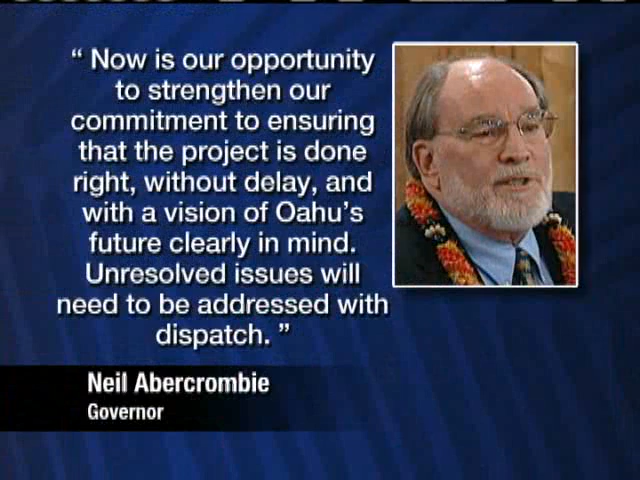 “ Now is our opportunity
to strengthen our
commitment to ensuring
that the project is done
right, without delay, and
with a vision of Oahu’s
future clearly in mind.
Unresolved issues will
need to be addressed with
dispatch. ”
Neil Abercrombie
Governor